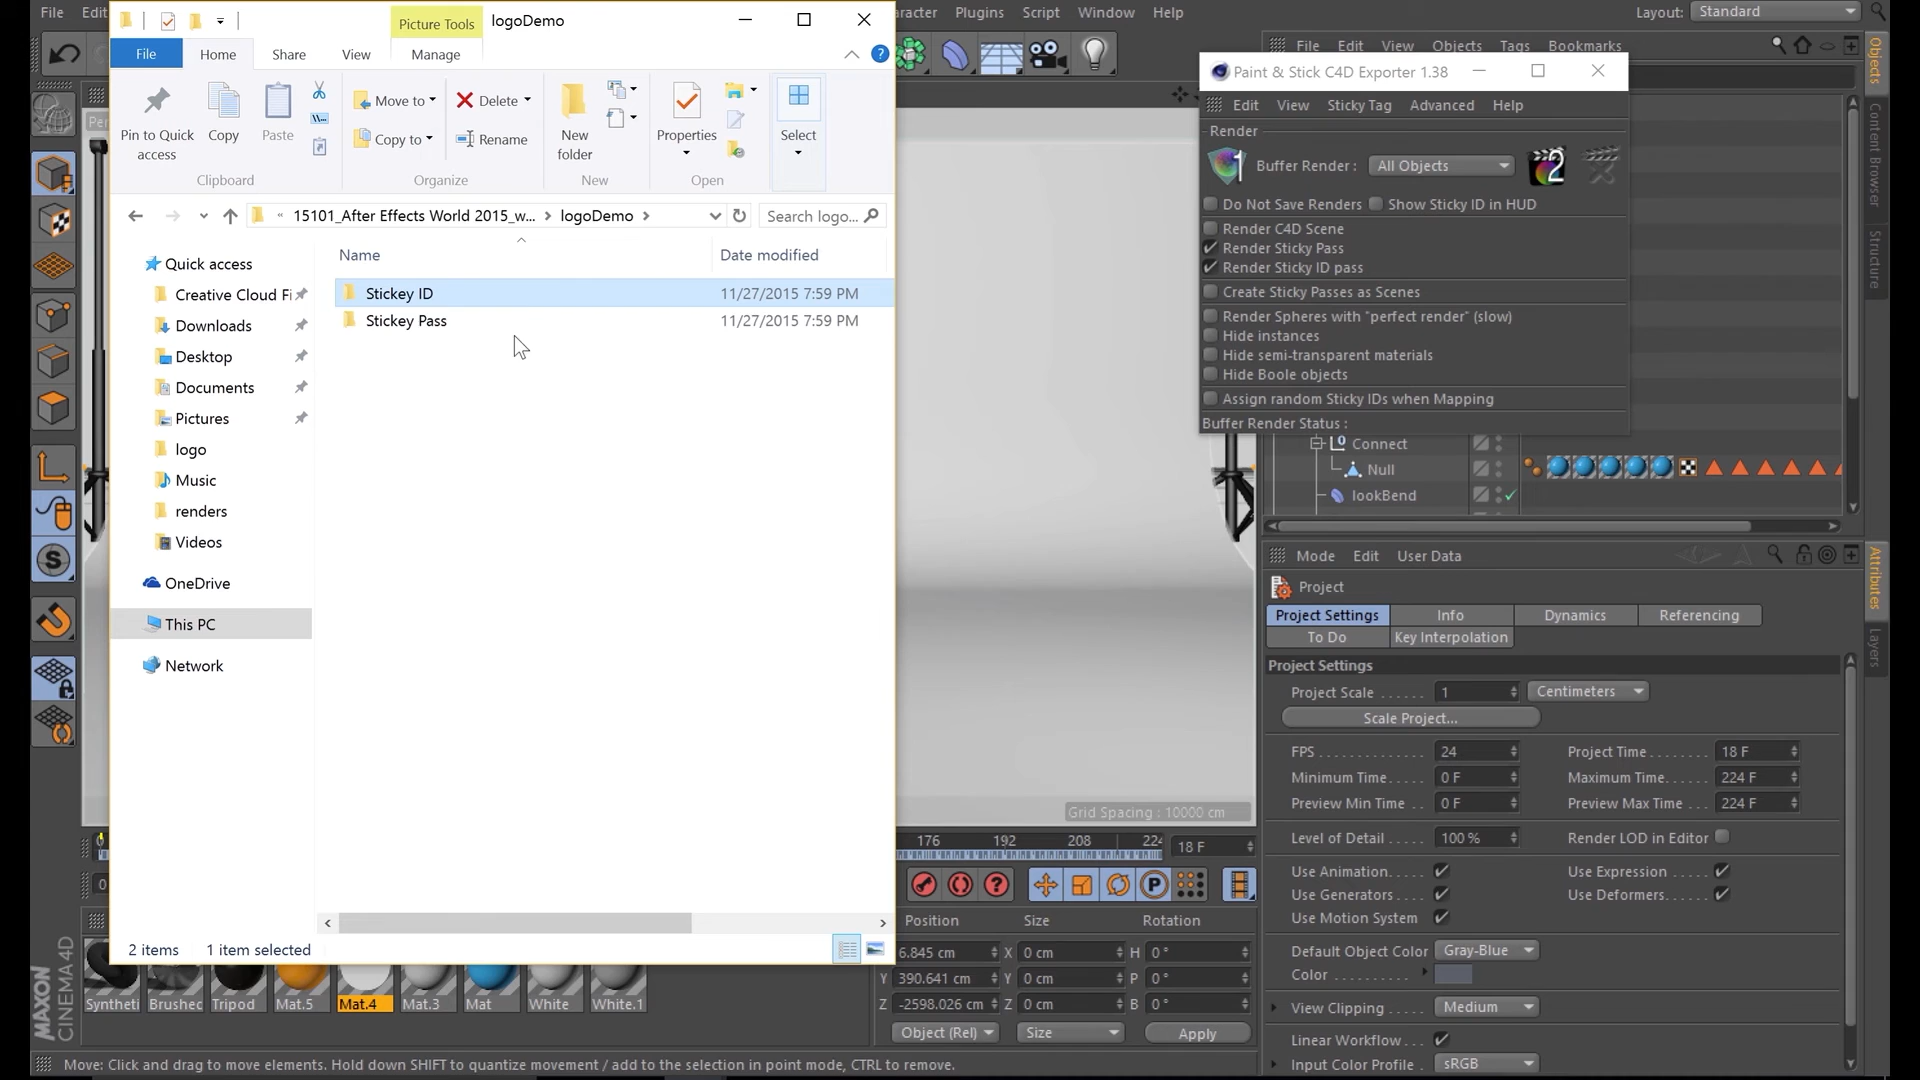 File Edit
Picture Tools logoDemo
aracter Plugins Script Window Help
Layout: Standard
File Home Share View Manage
File Edit View Objects Tags Bookmarks
Pin to Quick access
Copy
Paste
Move to
Copy to
Delete
Rename
New folder
Properties
Select
Clipboard Organize New Open
15101_After Effects World 2015_w... logoDemo
Search logo...
Name Date modified
Stickey ID 11/27/2015 7:59 PM
Stickey Pass 11/27/2015 7:59 PM
Quick access
Creative Cloud Fi
Downloads
Desktop
Documents
Pictures
logo
Music
renders
Videos
OneDrive
This PC
Network
2 items 1 item selected
Paint & Stick C4D Exporter 1.38
Edit View Sticky Tag Advanced Help
Render
1 Buffer Render : All Objects 2
Do Not Save Renders Show Sticky ID in HUD
Render C4D Scene
Render Sticky Pass
Render Sticky ID pass
Create Sticky Passes as Scenes
Render Spheres with "perfect render" (slow)
Hide instances
Hide semi-transparent materials
Hide Boole objects
Assign random Sticky IDs when Mapping
Buffer Render Status :
Connect
Null
lookBend
Objects
Content Browser
Structure
Attributes
Layers
Mode Edit User Data
Project
Project Settings Info Dynamics Referencing
To Do Key Interpolation
Project Settings
Project Scale . . . . . . 1 Centimeters
Scale Project...
FPS . . . . . . . . . . . . 24 Project Time . . . . . . . 18 F
Minimum Time. . . 0 F Maximum Time. . . . . 224 F
Preview Min Time . . 0 F Preview Max Time . . . 224 F
Level of Detail . . . . 100 % Render LOD in Editor
Use Animation. . . . Use Expression . . . . .
Use Generators. . . . Use Deformers. . . . . .
Use Motion System
Default Object Color Gray-Blue
Color . . . . . . . .
View Clipping . . . . Medium
Linear Workflow . . .
Input Color Profile . sRGB
Grid Spacing : 10000 cm
176 192 208 224 18 F
0
Position Size Rotation
6.845 cm X 0 cm H 0 °
Y 390.641 cm Y 0 cm P 0 °
Z -2598.026 cm Z 0 cm B 0 °
Object (Rel) Size Apply
Syntheti Brushec Tripod Mat.5 Mat.4 Mat.3 Mat White White.1
MAXON
CINEMA 4D
Move: Click and drag to move elements. Hold down SHIFT to quantize movement / add to the selection in point mode, CTRL to remove.